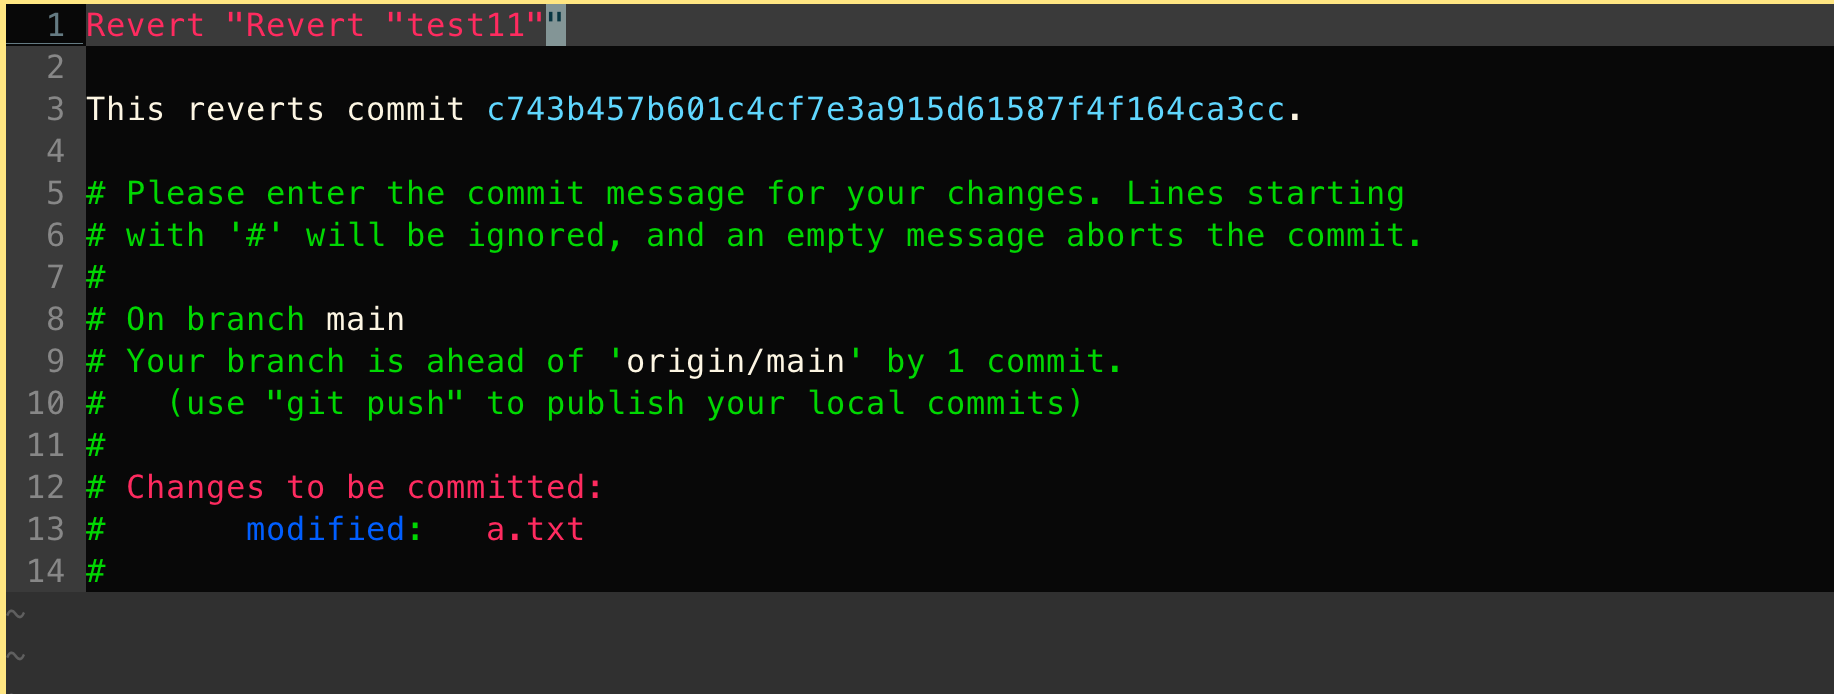 1 Revert "Revert "test11""
2
3 This reverts commit c743b457b601c4cf7e3a915d61587f4f164ca3cc.
4
5 # Please enter the commit message for your changes. Lines starting
6 # with '#' will be ignored, and an empty message aborts the commit.
7 #
8 # On branch main
9 # Your branch is ahead of 'origin/main' by 1 commit.
10 #   (use "git push" to publish your local commits)
11 #
12 # Changes to be committed:
13 #       modified:   a.txt
14 #
~
~